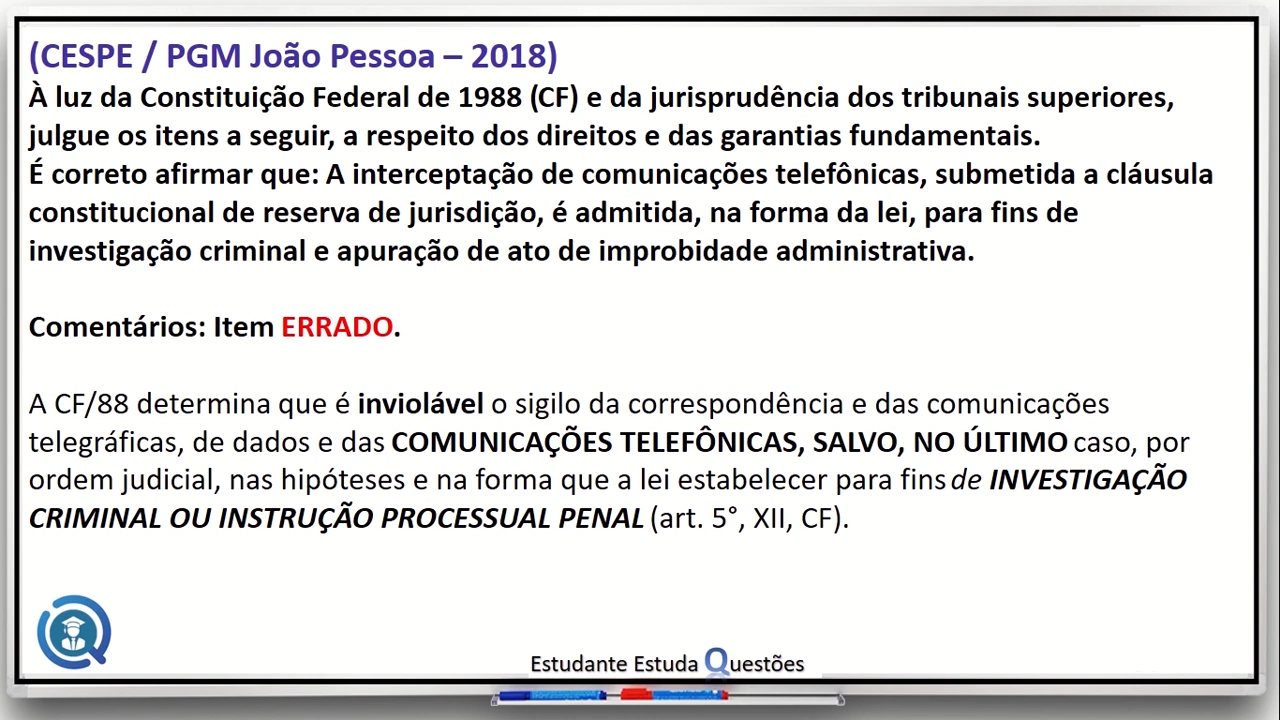 (CESPE / PGM João Pessoa – 2018)
À luz da Constituição Federal de 1988 (CF) e da jurisprudência dos tribunais superiores,
julgue os itens a seguir, a respeito dos direitos e das garantias fundamentais.
É correto afirmar que: A interceptação de comunicações telefônicas, submetida a cláusula
constitucional de reserva de jurisdição, é admitida, na forma da lei, para fins de
investigação criminal e apuração de ato de improbidade administrativa.
Comentários: Item ERRADO.
A CF/88 determina que é inviolável o sigilo da correspondência e das comunicações
telegráficas, de dados e das COMUNICAÇÕES TELEFÔNICAS, SALVO, NO ÚLTIMO caso, por
ordem judicial, nas hipóteses e na forma que a lei estabelecer para fins de INVESTIGAÇÃO
CRIMINAL OU INSTRUÇÃO PROCESSUAL PENAL (art. 5°, XII, CF).
Estudante Estuda Questões